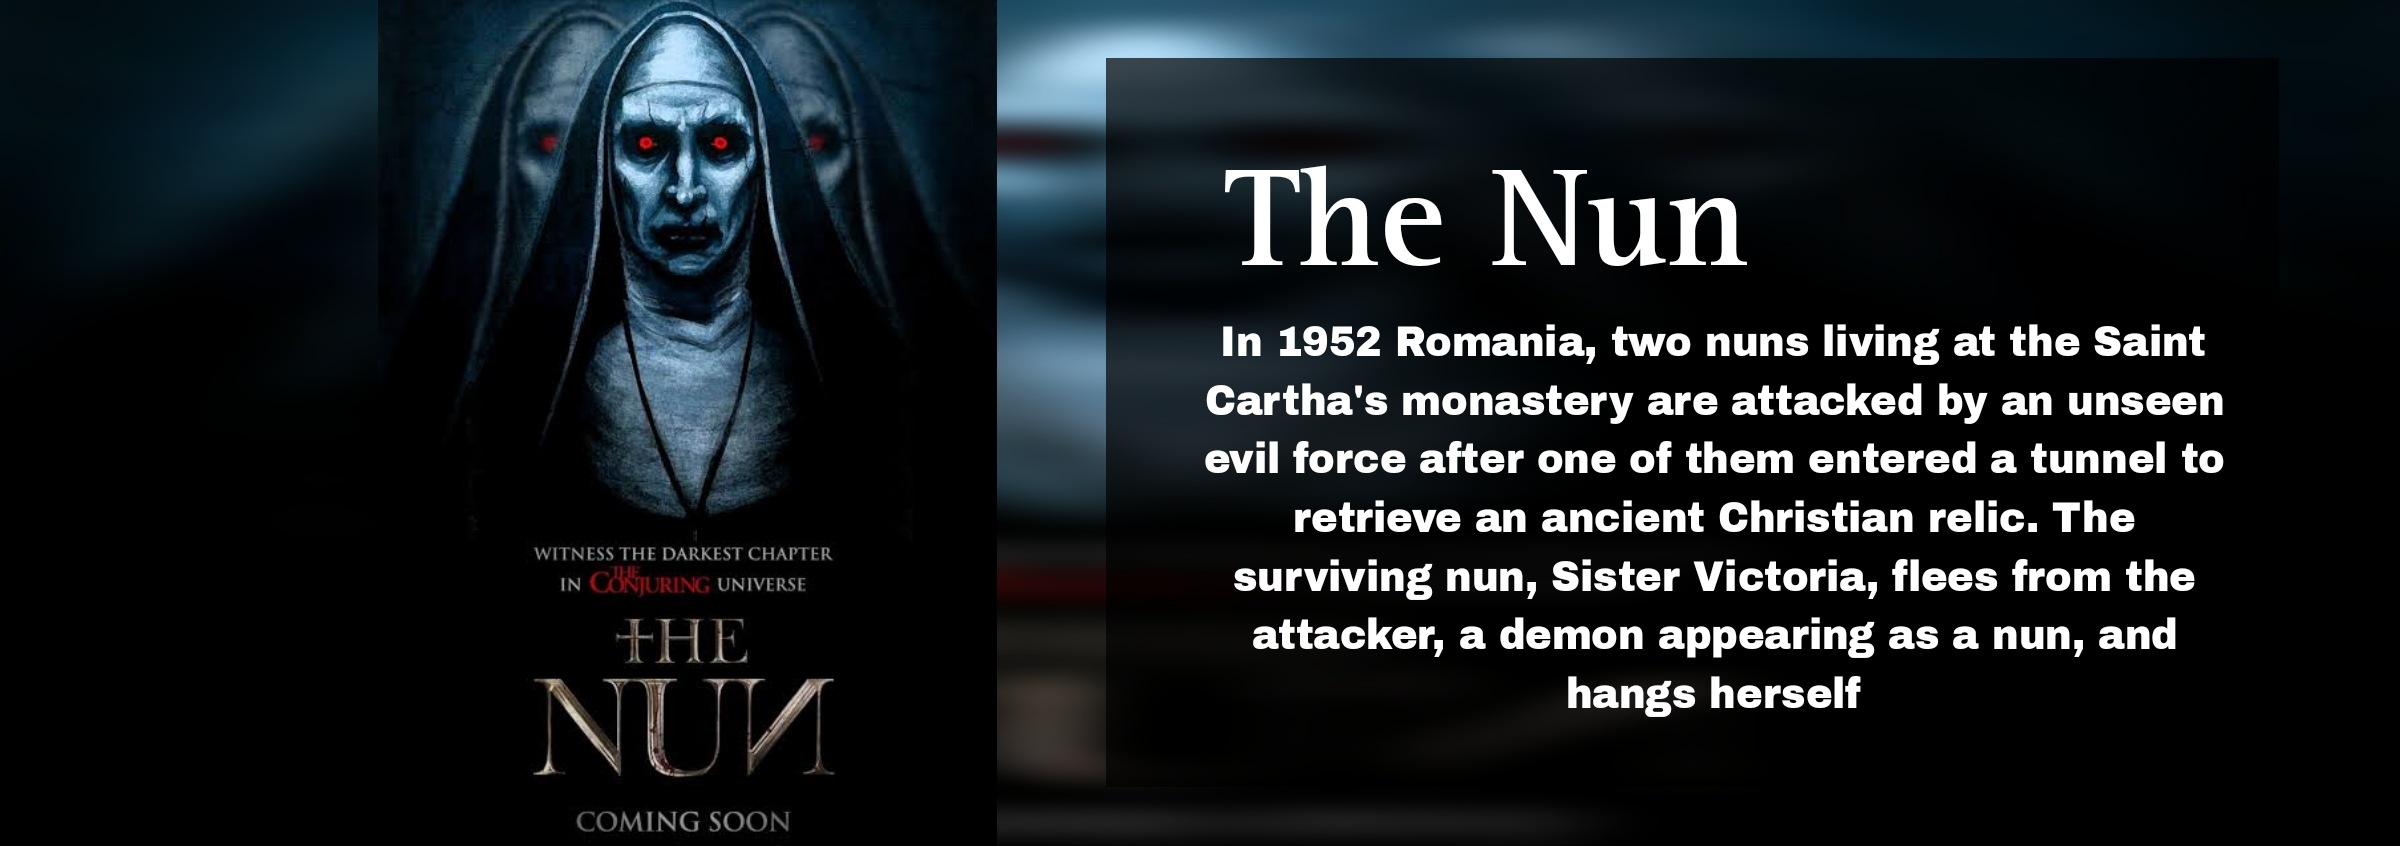 WITNESS THE DARKEST CHAPTER
IN THE CONJURING UNIVERSE
THE
NUN
COMING SOON
The Nun
In 1952 Romania, two nuns living at the Saint
Cartha's monastery are attacked by an unseen
evil force after one of them entered a tunnel to
retrieve an ancient Christian relic. The
surviving nun, Sister Victoria, flees from the
attacker, a demon appearing as a nun, and
hangs herself